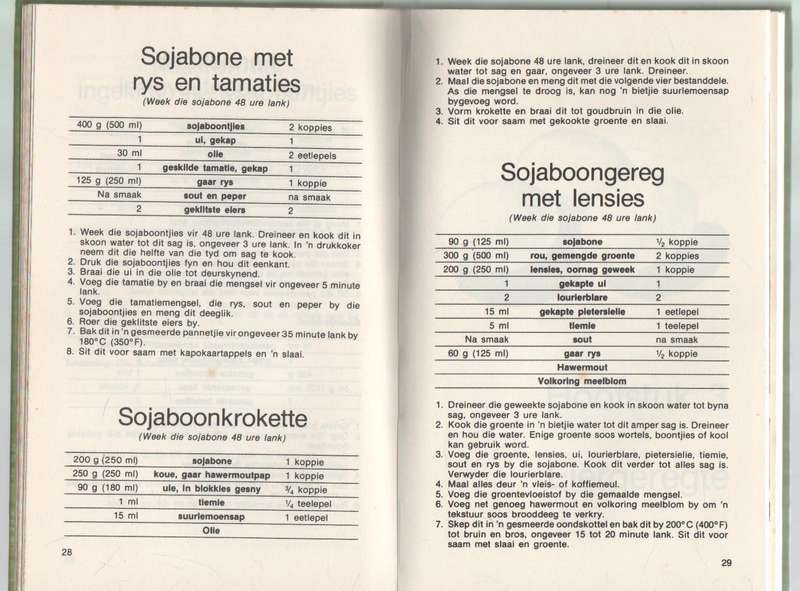 Sojabone met
rys en tamaties
(Week die sojabone 48 ure lank)
400 g (500 ml) sojaboontjies 2 koppies
1 ui, gekap 1
30 ml olie 2 eetlepels
1 geskilde tamatie, gekap 1
125 g (250 ml) gaar rys 1 koppie
Na smaak sout en peper na smaak
2 geklitste eiers 2
1. Week die sojaboontjies vir 48 ure lank. Dreineer en kook dit in
skoon water tot dit sag is, ongeveer 3 ure lank. In 'n drukkoker
neem dit die helfte van die tyd om sag te kook.
2. Druk die sojaboontjies fyn en hou dit eenkant.
3. Braai die ui in die olie tot deurskynend.
4. Voeg die tamatie by en braai die mengsel vir ongeveer 5 minute
lank.
5. Voeg die tamatiemengsel, die rys, sout en peper by die
sojaboontjies en meng dit deeglik.
6. Roer die geklitste eiers by.
7. Bak dit in 'n gesmeerde pannetjie vir ongeveer 35 minute lank by
180°C (350°F).
8. Sit dit voor saam met kapokaartappels en 'n slaai.
Sojaboonkrokette
(Week die sojabone 48 ure lank)
200 g (250 ml) sojabone 1 koppie
250 g (250 ml) koue, gaar hawermoutpap 1 koppie
90 g (180 ml) uie, in blokkies gesny ¾ koppie
1 ml tiemie ¼ teelepel
15 ml suurlemoensap 1 eetlepel
Olie
28
1. Week die sojabone 48 ure lank, dreineer dit en kook dit in skoon
water tot sag en gaar, ongeveer 3 ure lank. Dreineer.
2. Maal die sojabone en meng dit met die volgende vier bestanddele.
As die mengsel te droog is, kan nog 'n bietjie suurlemoensap
bygevoeg word.
3. Vorm krokette en braai dit tot goudbruin in die olie.
4. Sit dit voor saam met gekookte groente en slaai.
Sojaboongereg
met lensies
(Week die sojabone 48 ure lank)
90 g (125 ml) sojabone ½ koppie
300 g (500 ml) rou, gemengde groente 2 koppies
200 g (250 ml) lensies, oornag geweek 1 koppie
1 gekapte ui 1
2 lourierblare 2
15 ml gekapte pietersielie 1 eetlepel
5 ml tiemie 1 teelepel
Na smaak sout na smaak
60 g (125 ml) gaar rys ½ koppie
Hawermout
Volkoring meelblom
1. Dreineer die geweekte sojabone en kook in skoon water tot byna
sag, ongeveer 3 ure lank.
2. Kook die groente in 'n bietjie water tot dit amper sag is. Dreineer
en hou die water. Enige groente soos wortels, boontjies of kool
kan gebruik word.
3. Voeg die groente, lensies, ui, lourierblare, pietersielie, tiemie,
sout en rys by die sojabone. Kook dit verder tot alles sag is.
Verwyder die lourierblare.
4. Maal alles deur 'n vleis- of koffiemeul.
5. Voeg die groentevloeistof by die gemaalde mengsel.
6. Voeg net genoeg hawermout en volkoring meelblom by om 'n
tekstuur soos brooddeeg te verkry.
7. Skep dit in 'n gesmeerde oondskottel en bak dit by 200°C (400°F)
tot bruin en bros, ongeveer 15 tot 20 minute lank. Sit dit voor
saam met slaai en groente.
29